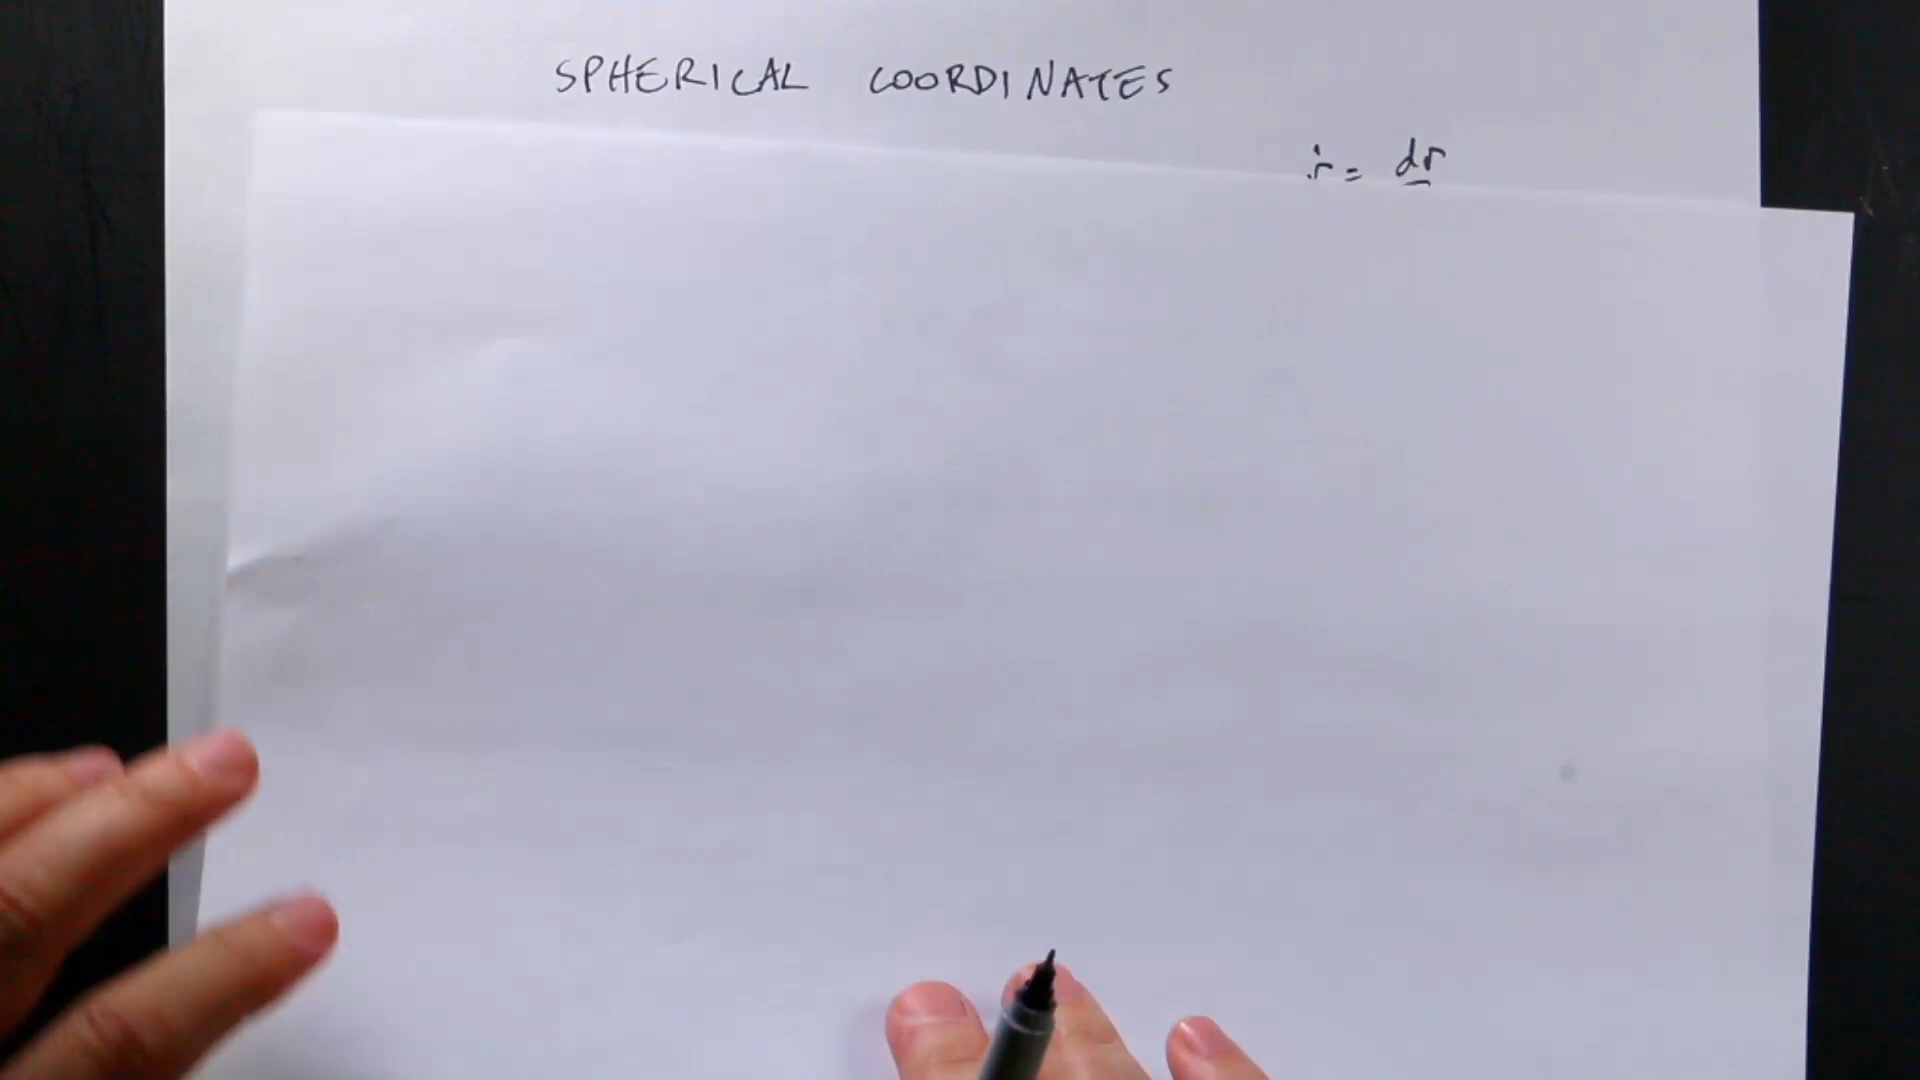 SPHERICAL COORDINATES
ṙ = dr